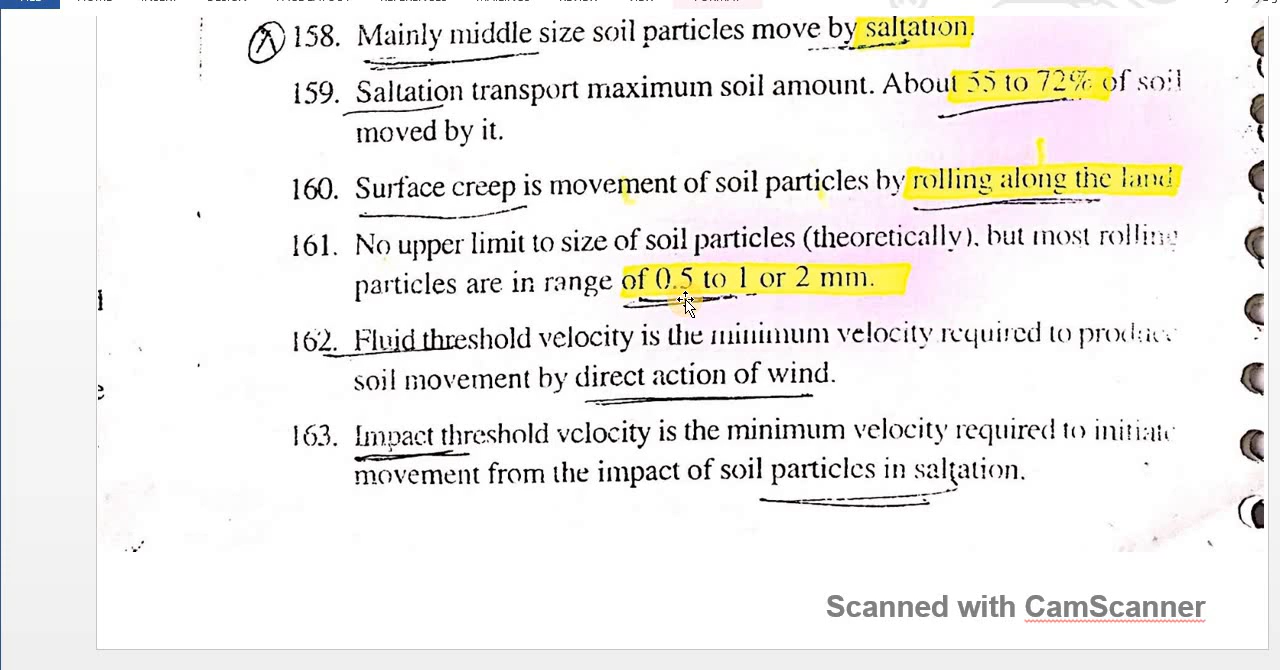 158. Mainly middle size soil particles move by saltation.
159. Saltation transport maximum soil amount. About 55 to 72% of soil
moved by it.
160. Surface creep is movement of soil particles by rolling along the land
161. No upper limit to size of soil particles (theoretically), but most rolling
particles are in range of 0.5 to 1 or 2 mm.
162. Fluid threshold velocity is the minimum velocity required to produce
soil movement by direct action of wind.
163. Impact threshold velocity is the minimum velocity required to initiate
movement from the impact of soil particles in saltation.
Scanned with CamScanner